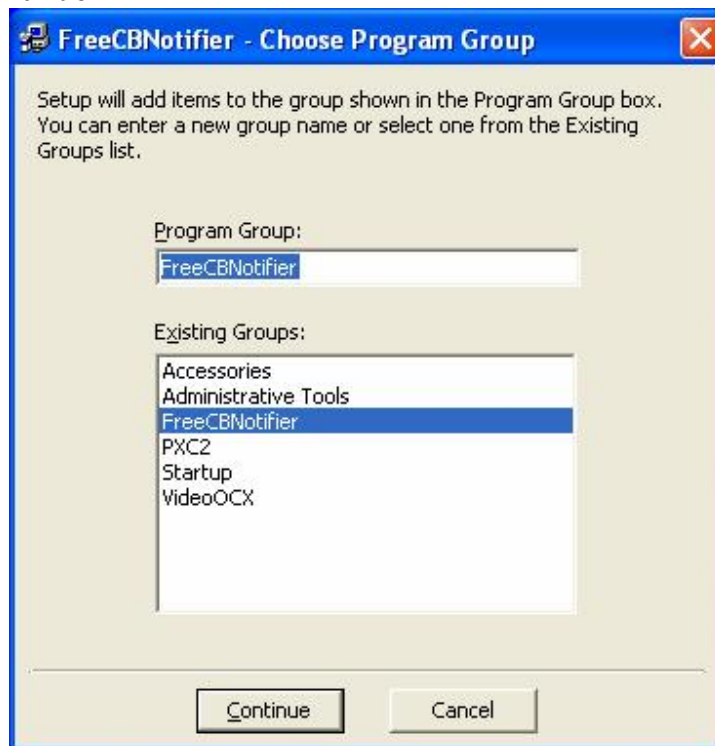 FreeCBNotifier - Choose Program Group
Setup will add items to the group shown in the Program Group box.
You can enter a new group name or select one from the Existing
Groups list.
Program Group:
FreeCBNotifier
Existing Groups:
Accessories
Administrative Tools
FreeCBNotifier
PXC2
Startup
VideoOCX
Continue
Cancel